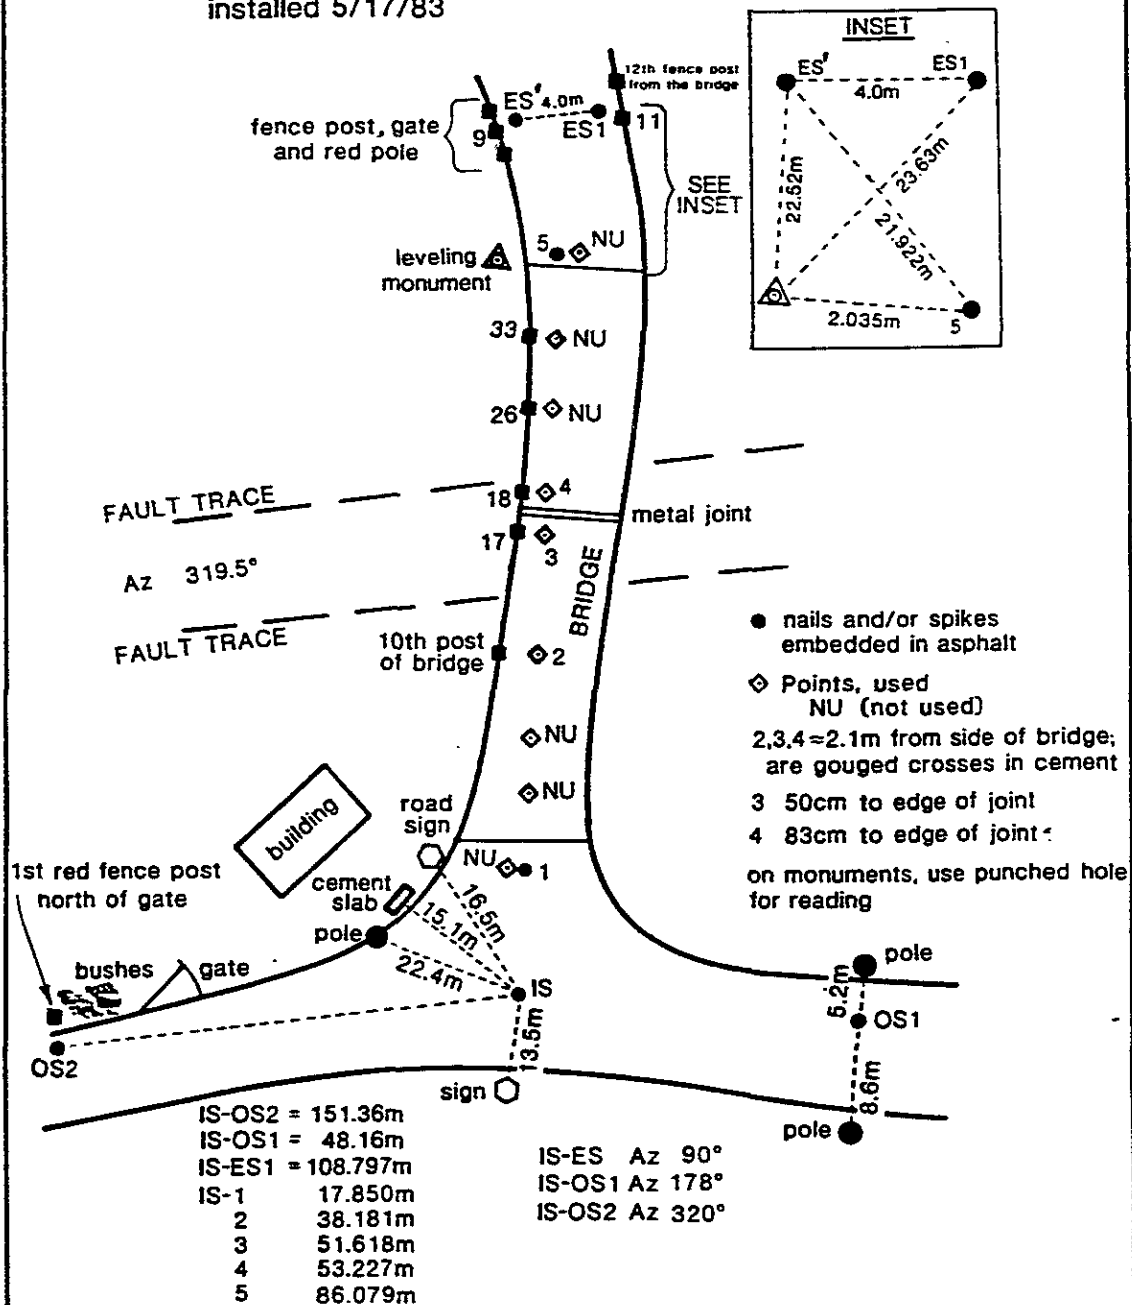 installed 5/17/83
INSET
ES' ES1
4.0m
22.52m
23.63m
21.922m
2.035m
5
12th fence post
from the bridge
ES' 4.0m
ES1
11
fence post, gate
and red pole
9
SEE
INSET
5 NU
leveling
monument
33 NU
26 NU
18 4
FAULT TRACE
metal joint
17 3
Az 319.5°
BRIDGE
FAULT TRACE
10th post
of bridge
2
NU
NU
nails and/or spikes
embedded in asphalt
Points, used
NU (not used)
2,3,4≈2.1m from side of bridge;
are gouged crosses in cement
3 50cm to edge of joint
4 83cm to edge of joint
on monuments, use punched hole
for reading
building
road
sign
NU 1
cement
slab
16.5m
15.1m
pole
22.4m
IS
1st red fence post
north of gate
bushes gate
OS2
13.5m
sign
pole
5.2m
OS1
8.6m
pole
IS-OS2 = 151.36m
IS-OS1 = 48.16m
IS-ES1 = 108.797m
IS-1 17.850m
2 38.181m
3 51.618m
4 53.227m
5 86.079m
IS-ES Az 90°
IS-OS1 Az 178°
IS-OS2 Az 320°